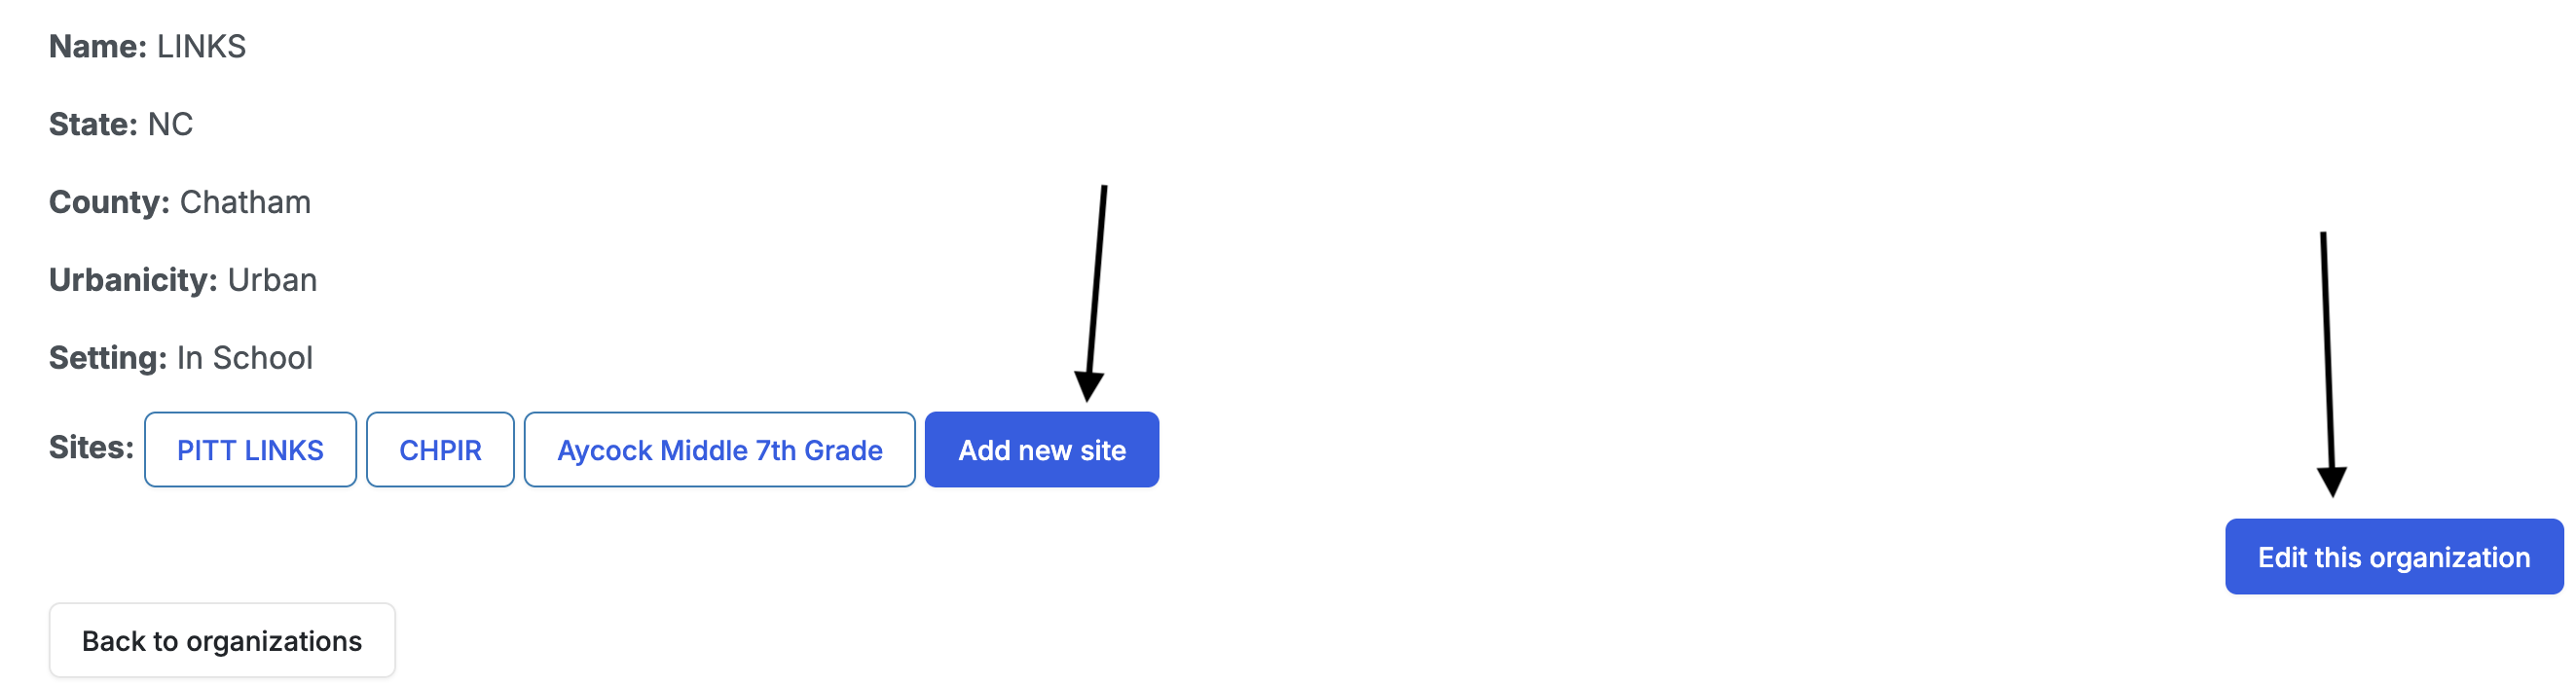 Name: LINKS
State: NC
County: Chatham
Urbanicity: Urban
Setting: In School
Sites: PITT LINKS CHPIR Aycock Middle 7th Grade Add new site
Edit this organization
Back to organizations